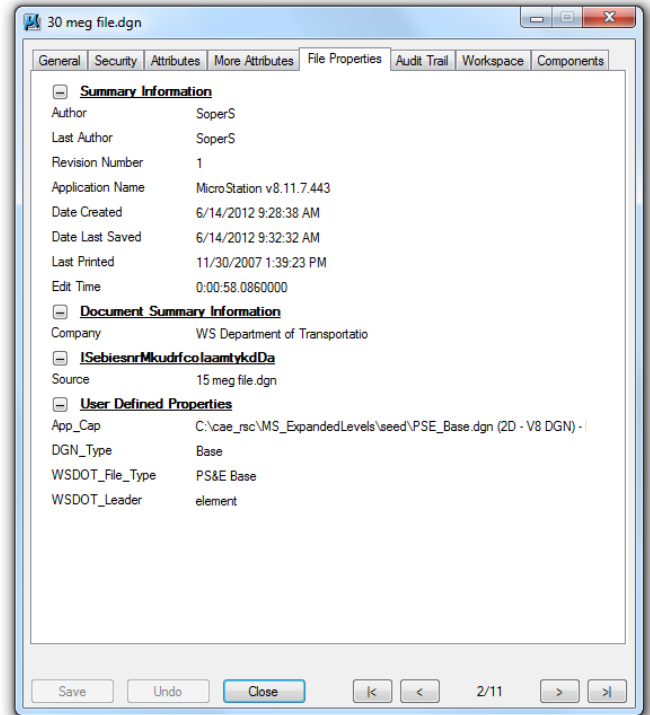 30 meg file.dgn
General Security Attributes More Attributes File Properties Audit Trail Workspace Components
Summary Information
Author SoperS
Last Author SoperS
Revision Number 1
Application Name MicroStation v8.11.7.443
Date Created 6/14/2012 9:28:38 AM
Date Last Saved 6/14/2012 9:32:32 AM
Last Printed 11/30/2007 1:39:23 PM
Edit Time 0:00:58.0860000
Document Summary Information
Company WS Department of Transportatio
ISebiesnrMkudrfcolaamtykdDa
Source 15 meg file.dgn
User Defined Properties
App_Cap C:\cae_rsc\MS_ExpandedLevels\seed\PSE_Base.dgn (2D - V8 DGN) -
DGN_Type Base
WSDOT_File_Type PS&E Base
WSDOT_Leader element
Save Undo Close |< < 2/11 > >|